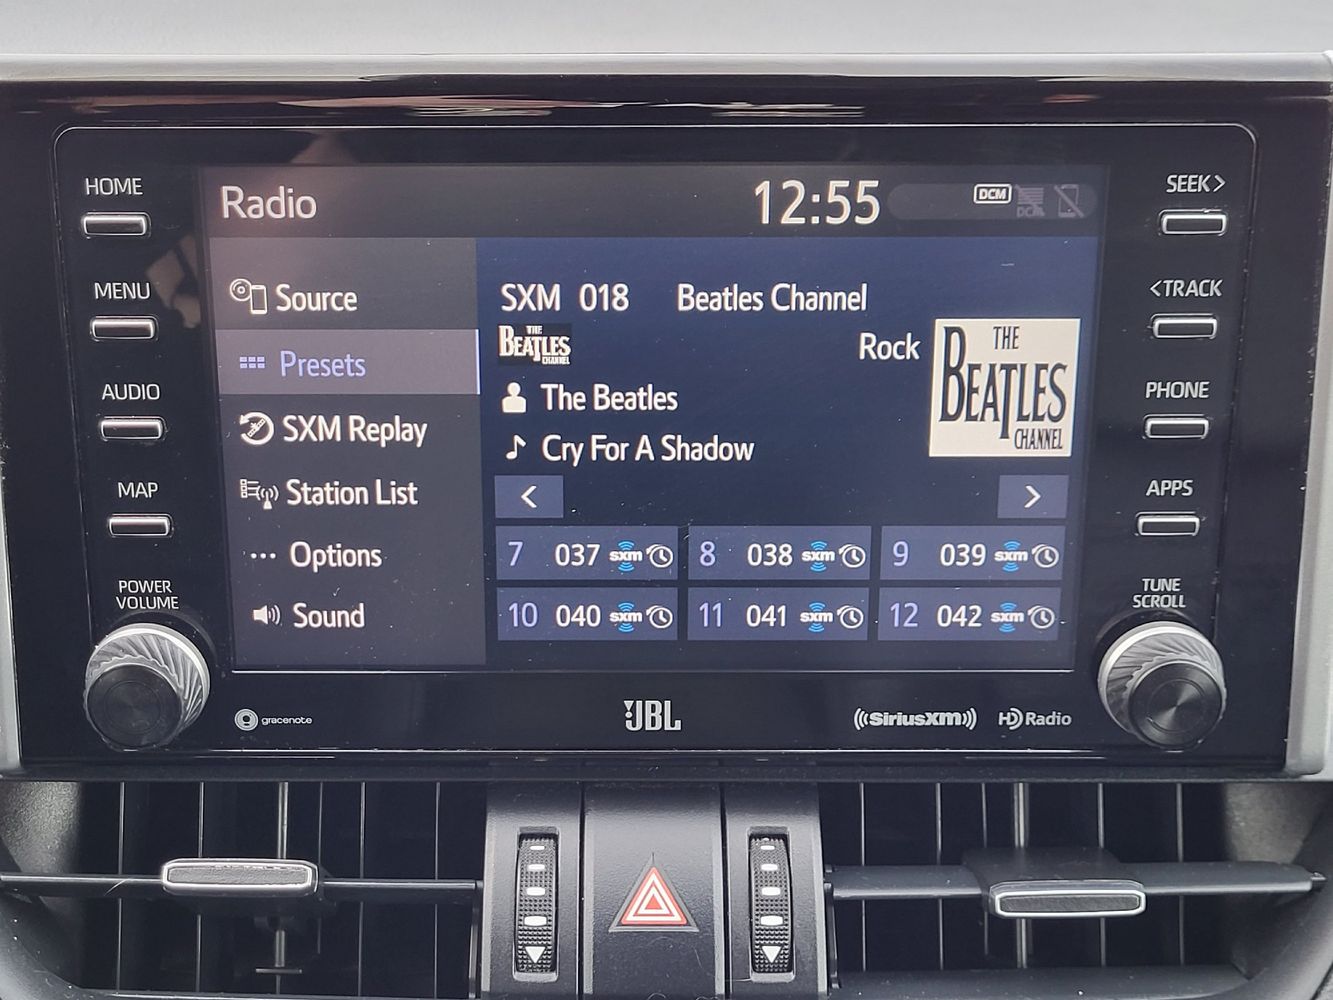 HOME
MENU
AUDIO
MAP
POWER
VOLUME
Radio
12:55
DCM
DCM
Source
Presets
SXM Replay
Station List
Options
Sound
SXM 018 Beatles Channel
THE
BEATLES
CHANNEL
Rock
THE
BEATLES
CHANNEL
The Beatles
Cry For A Shadow
<
>
7 037 sxm
8 038 sxm
9 039 sxm
10 040 sxm
11 041 sxm
12 042 sxm
SEEK>
<TRACK
PHONE
APPS
TUNE
SCROLL
gracenote
JBL
SiriusXM
HD Radio